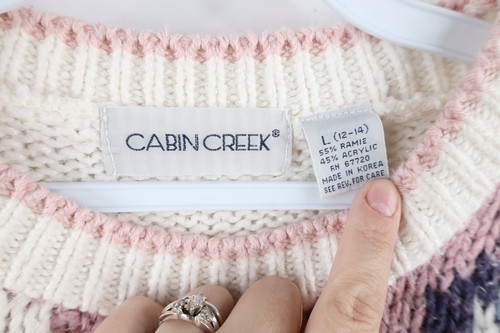 CABIN CREEK®
L (12-14)
55% RAMIE
45% ACRYLIC
RN 67720
MADE IN KOREA
SEE REV. FOR CARE